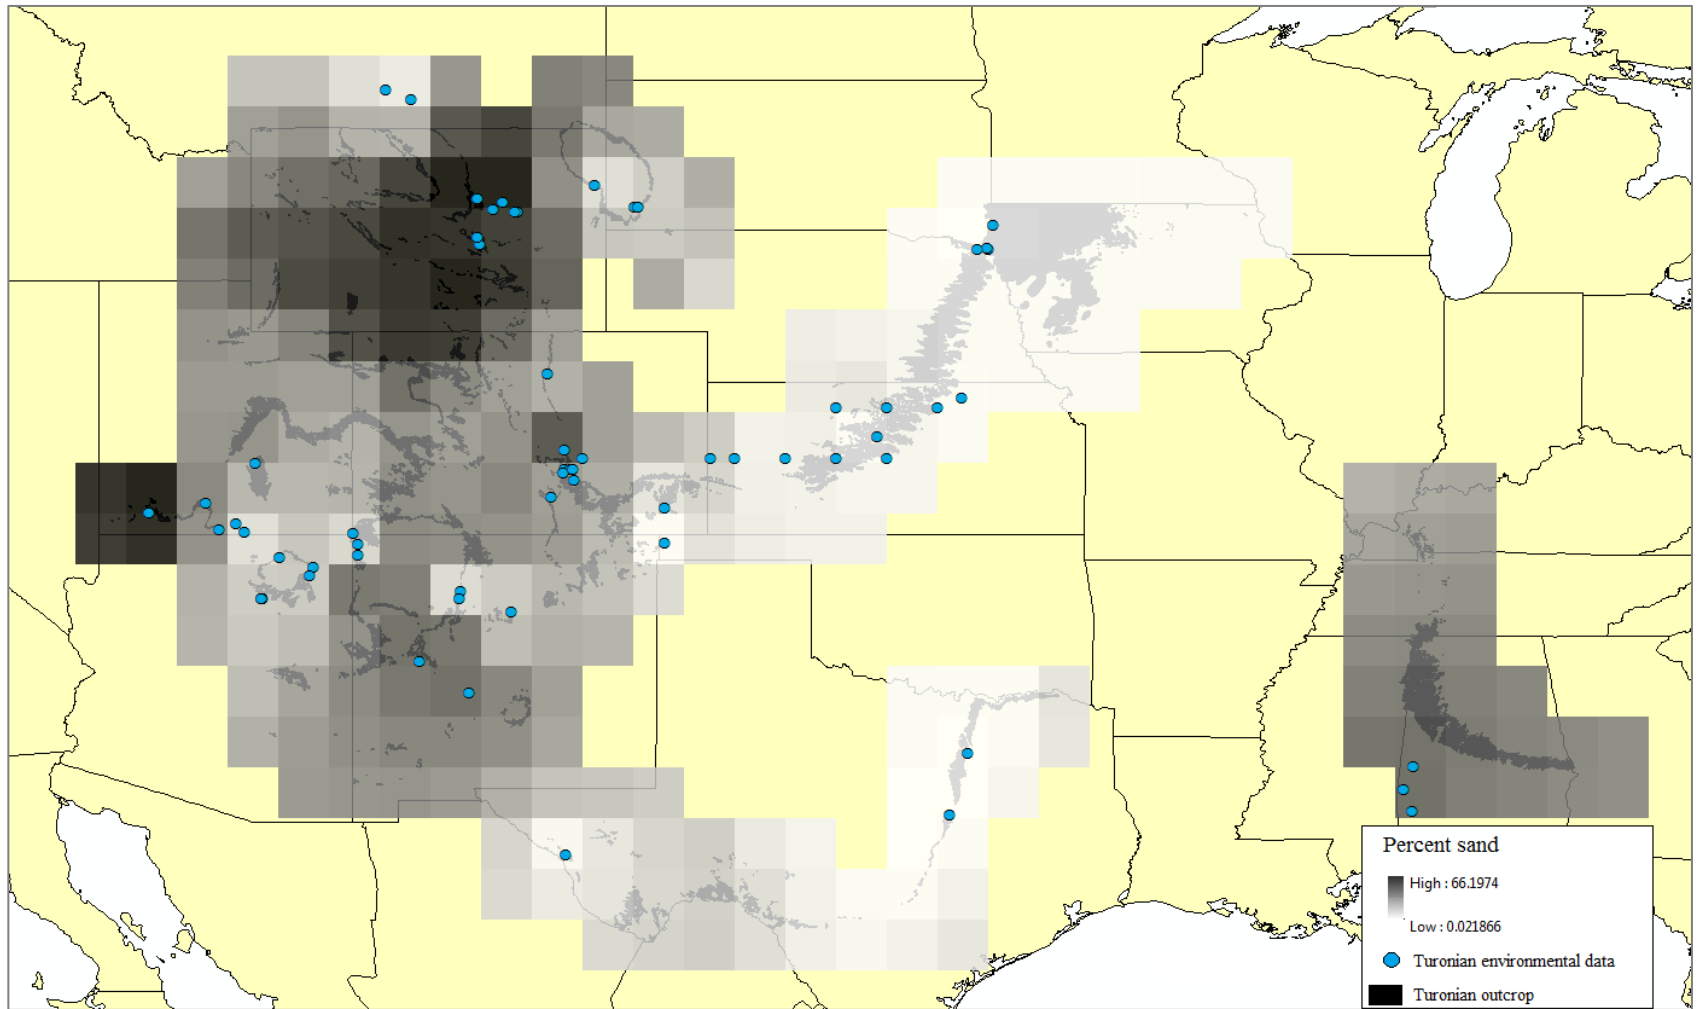 Percent sand
High : 66.1974
Low : 0.021866
Turonian environmental data
Turonian outcrop